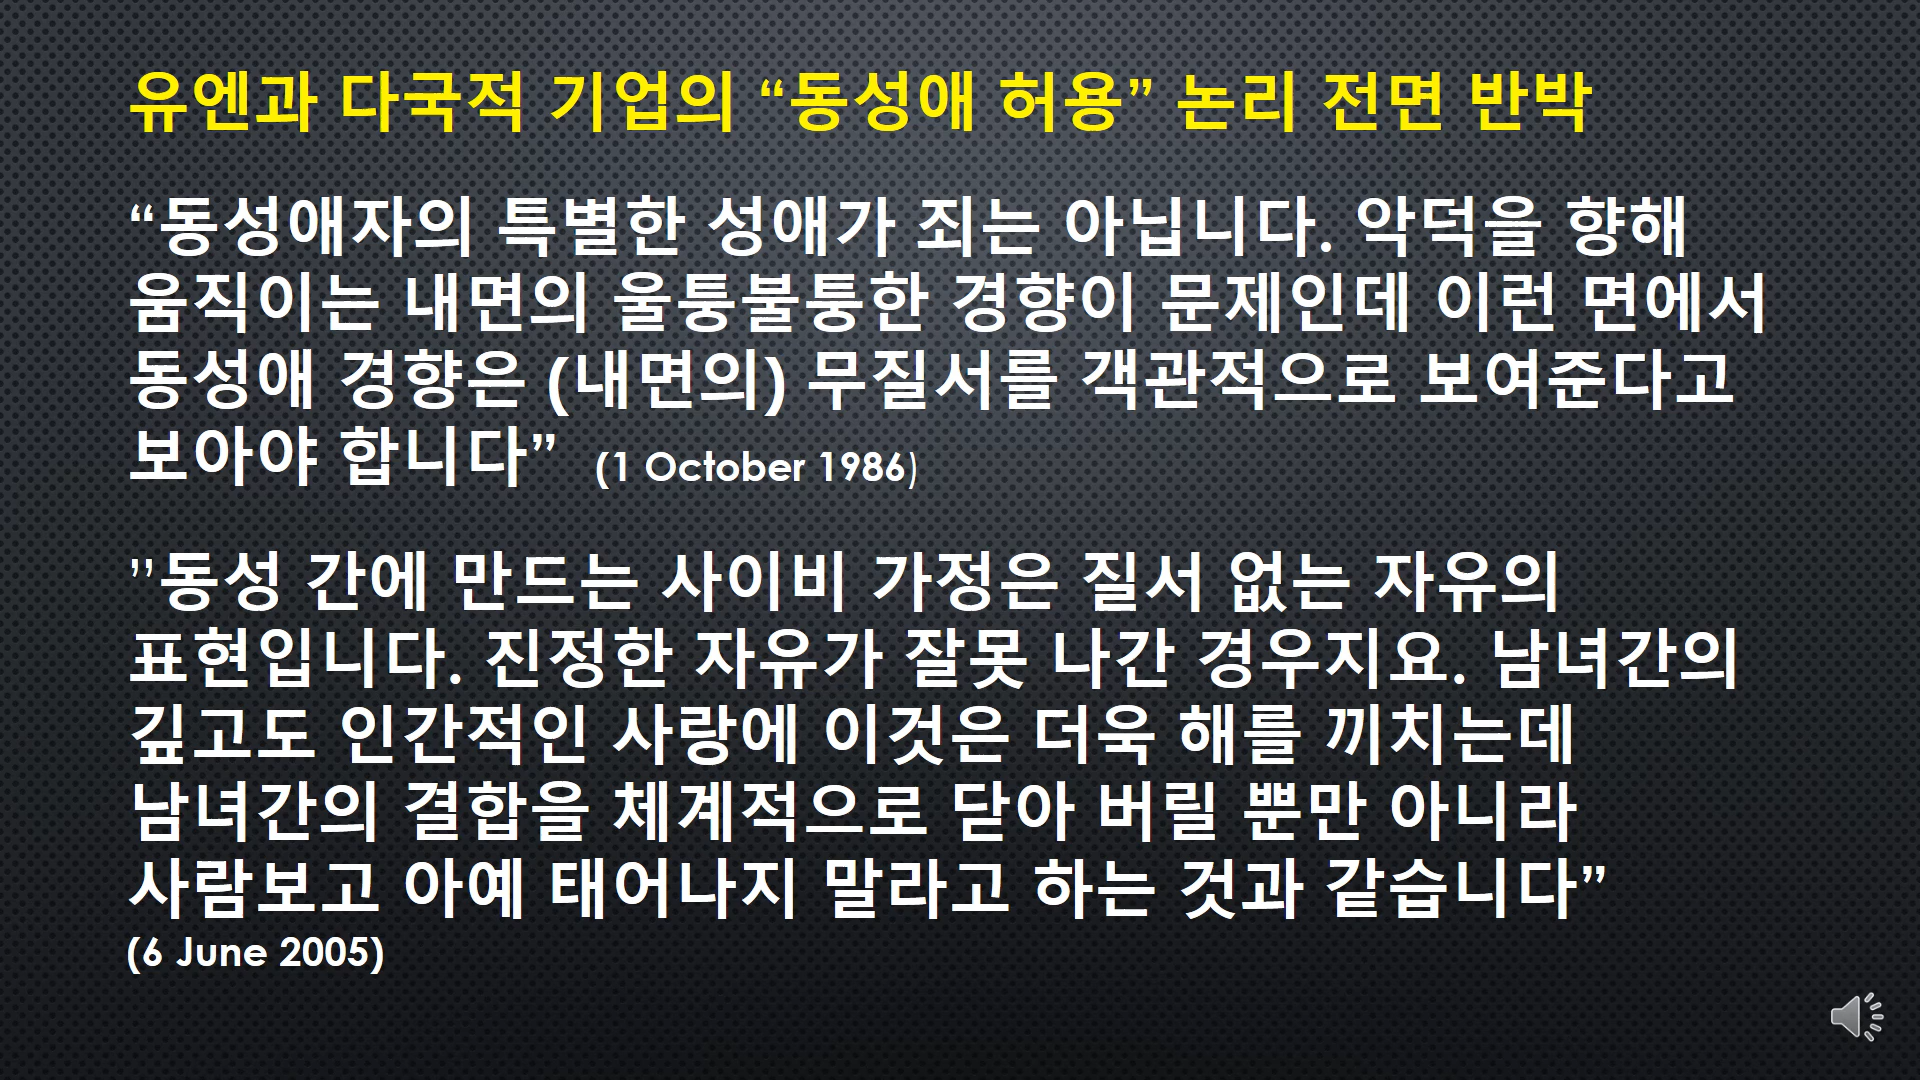 유엔과 다국적 기업의 “동성애 허용” 논리 전면 반박
“동성애자의 특별한 성애가 죄는 아닙니다. 악덕을 향해
움직이는 내면의 울퉁불퉁한 경향이 문제인데 이런 면에서
동성애 경향은 (내면의) 무질서를 객관적으로 보여준다고
보아야 합니다” (1 October 1986)
”동성 간에 만드는 사이비 가정은 질서 없는 자유의
표현입니다. 진정한 자유가 잘못 나간 경우지요. 남녀간의
깊고도 인간적인 사랑에 이것은 더욱 해를 끼치는데
남녀간의 결합을 체계적으로 닫아 버릴 뿐만 아니라
사람보고 아예 태어나지 말라고 하는 것과 같습니다”
(6 June 2005)